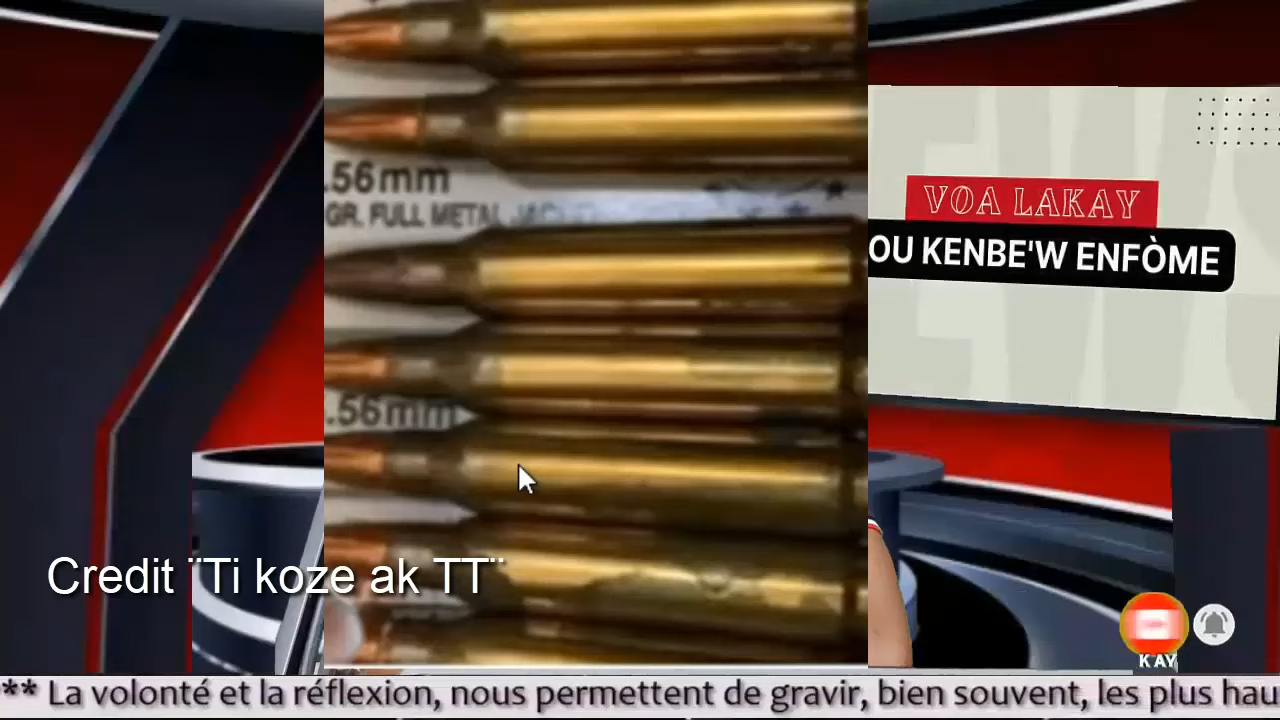 .56mm
GR. FULL METAL
VOA LAKAY
OU KENBE'W ENFÒME
.56mm
Credit ¨Ti koze ak TT¨
KAY
** La volonté et la réflexion, nous permettent de gravir, bien souvent, les plus hau